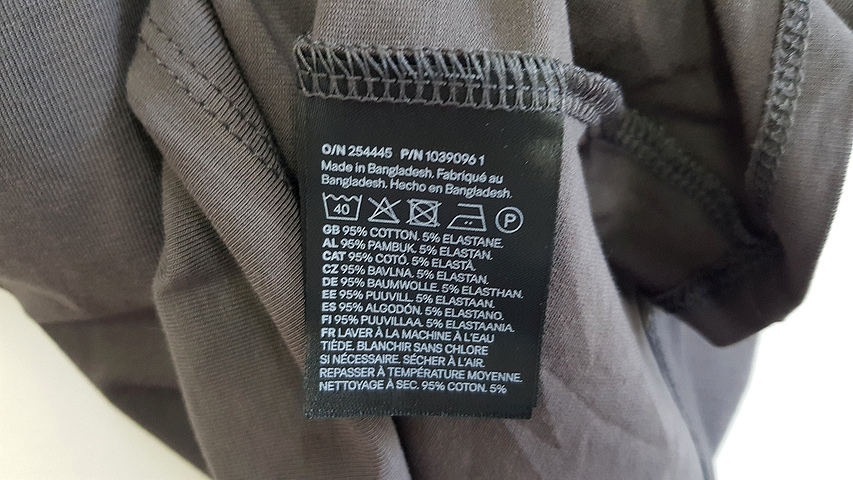 O/N 254445 P/N 1039096 1
Made in Bangladesh. Fabriqué au
Bangladesh. Hecho en Bangladesh.
40 P
GB 95% COTTON. 5% ELASTANE.
AL 95% PAMBUK. 5% ELASTAN.
CAT 95% COTÓ. 5% ELASTÀ.
CZ 95% BAVLNA. 5% ELASTAN.
DE 95% BAUMWOLLE. 5% ELASTHAN.
EE 95% PUUVILL. 5% ELASTAAN.
ES 95% ALGODÓN. 5% ELASTANO.
FI 95% PUUVILLAA. 5% ELASTAANIA.
FR LAVER À LA MACHINE À L'EAU
TIÈDE. BLANCHIR SANS CHLORE
SI NÉCESSAIRE. SÉCHER À L'AIR.
REPASSER À TEMPÉRATURE MOYENNE.
NETTOYAGE À SEC. 95% COTON. 5%